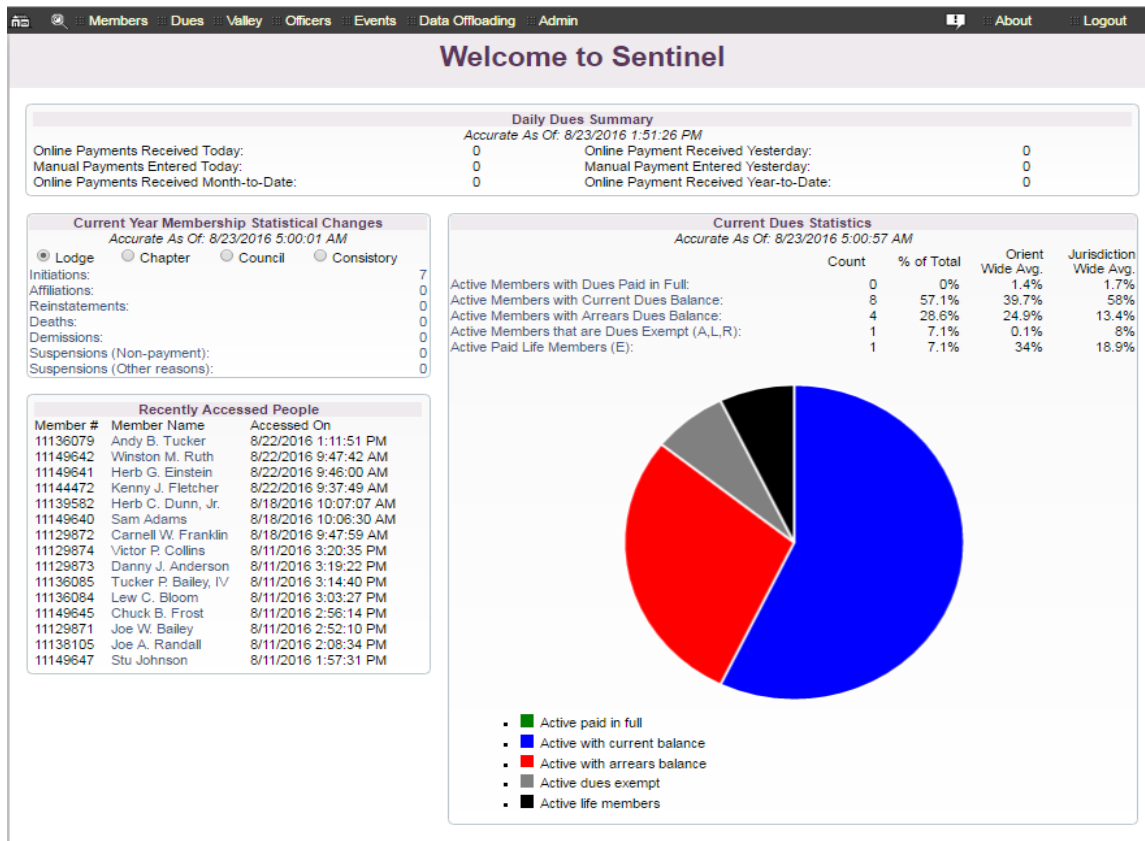 Members Dues Valley Officers Events Data Offloading Admin About Logout
Welcome to Sentinel
Daily Dues Summary
Accurate As Of: 8/23/2016 1:51:26 PM
Online Payments Received Today: 0 Online Payment Received Yesterday: 0
Manual Payments Entered Today: 0 Manual Payment Entered Yesterday: 0
Online Payments Received Month-to-Date: 0 Online Payment Received Year-to-Date: 0
Current Year Membership Statistical Changes
Accurate As Of: 8/23/2016 5:00:01 AM
Lodge Chapter Council Consistory
Initiations: 7
Affiliations: 0
Reinstatements: 0
Deaths: 0
Demissions: 0
Suspensions (Non-payment): 0
Suspensions (Other reasons): 0
Recently Accessed People
Member # Member Name Accessed On
11136079 Andy B. Tucker 8/22/2016 1:11:51 PM
11149642 Winston M. Ruth 8/22/2016 9:47:42 AM
11149641 Herb G. Einstein 8/22/2016 9:46:00 AM
11144472 Kenny J. Fletcher 8/22/2016 9:37:49 AM
11139582 Herb C. Dunn, Jr. 8/18/2016 10:07:07 AM
11149640 Sam Adams 8/18/2016 10:06:30 AM
11129872 Carnell W. Franklin 8/18/2016 9:47:59 AM
11129874 Victor P. Collins 8/11/2016 3:20:35 PM
11129873 Danny J. Anderson 8/11/2016 3:19:22 PM
11136085 Tucker P. Bailey, IV 8/11/2016 3:14:40 PM
11136084 Lew C. Bloom 8/11/2016 3:03:27 PM
11149645 Chuck B. Frost 8/11/2016 2:56:14 PM
11129871 Joe W. Bailey 8/11/2016 2:52:10 PM
11138105 Joe A. Randall 8/11/2016 2:08:34 PM
11149647 Stu Johnson 8/11/2016 1:57:31 PM
Current Dues Statistics
Accurate As Of: 8/23/2016 5:00:57 AM
Count % of Total Orient Wide Avg. Jurisdiction Wide Avg.
Active Members with Dues Paid in Full: 0 0% 1.4% 1.7%
Active Members with Current Dues Balance: 8 57.1% 39.7% 58%
Active Members with Arrears Dues Balance: 4 28.6% 24.9% 13.4%
Active Members that are Dues Exempt (A,L,R): 1 7.1% 0.1% 8%
Active Paid Life Members (E): 1 7.1% 34% 18.9%
Active paid in full
Active with current balance
Active with arrears balance
Active dues exempt
Active life members